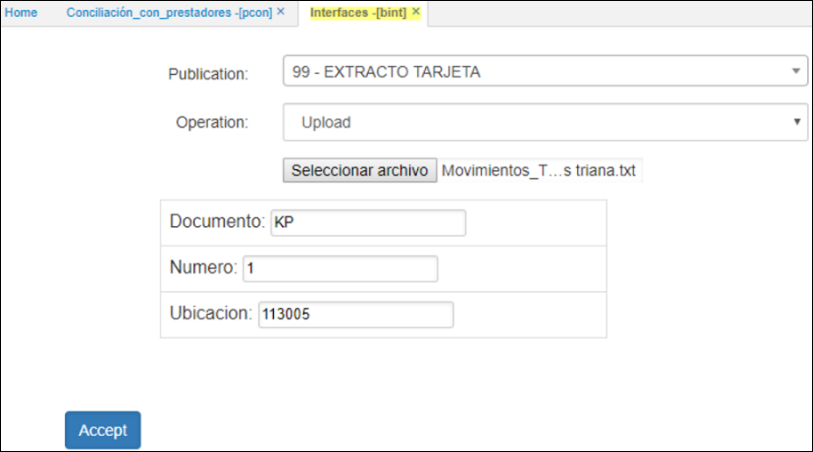 Home Conciliación_con_prestadores -[pcon] × Interfaces -[bint] ×
Publication: 99 - EXTRACTO TARJETA
Operation: Upload
Seleccionar archivo Movimientos_T...s triana.txt
Documento: KP
Numero: 1
Ubicacion: 113005
Accept